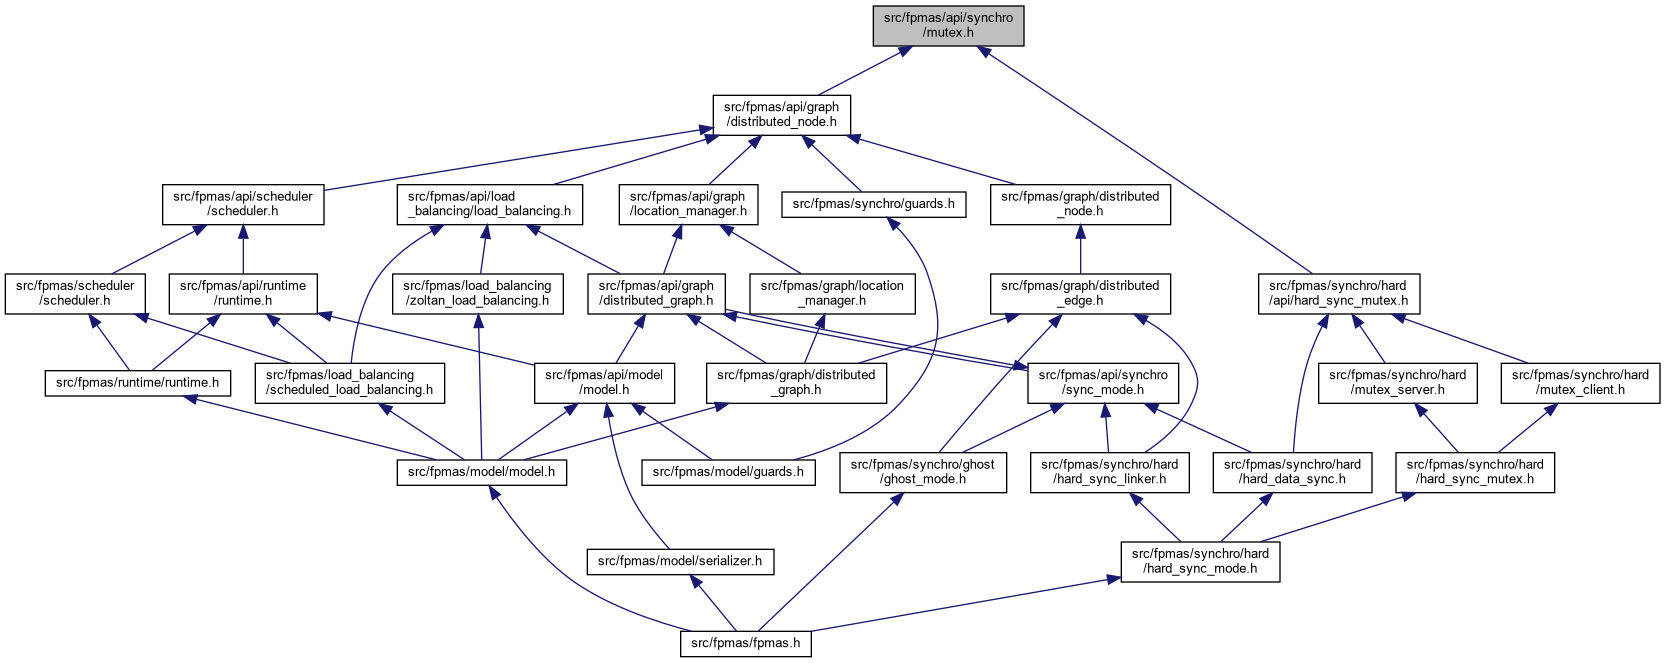 src/fpmas/api/synchro
/mutex.h
src/fpmas/api/graph
/distributed_node.h
src/fpmas/api/scheduler
/scheduler.h
src/fpmas/api/load
_balancing/load_balancing.h
src/fpmas/api/graph
/location_manager.h
src/fpmas/synchro/guards.h
src/fpmas/graph/distributed
_node.h
src/fpmas/scheduler
/scheduler.h
src/fpmas/api/runtime
/runtime.h
src/fpmas/load_balancing
/zoltan_load_balancing.h
src/fpmas/api/graph
/distributed_graph.h
src/fpmas/graph/location
_manager.h
src/fpmas/graph/distributed
_edge.h
src/fpmas/synchro/hard
/api/hard_sync_mutex.h
src/fpmas/runtime/runtime.h
src/fpmas/load_balancing
/scheduled_load_balancing.h
src/fpmas/api/model
/model.h
src/fpmas/graph/distributed
_graph.h
src/fpmas/api/synchro
/sync_mode.h
src/fpmas/synchro/hard
/mutex_server.h
src/fpmas/synchro/hard
/mutex_client.h
src/fpmas/model/model.h
src/fpmas/model/guards.h
src/fpmas/synchro/ghost
/ghost_mode.h
src/fpmas/synchro/hard
/hard_sync_linker.h
src/fpmas/synchro/hard
/hard_data_sync.h
src/fpmas/synchro/hard
/hard_sync_mutex.h
src/fpmas/model/serializer.h
src/fpmas/synchro/hard
/hard_sync_mode.h
src/fpmas/fpmas.h